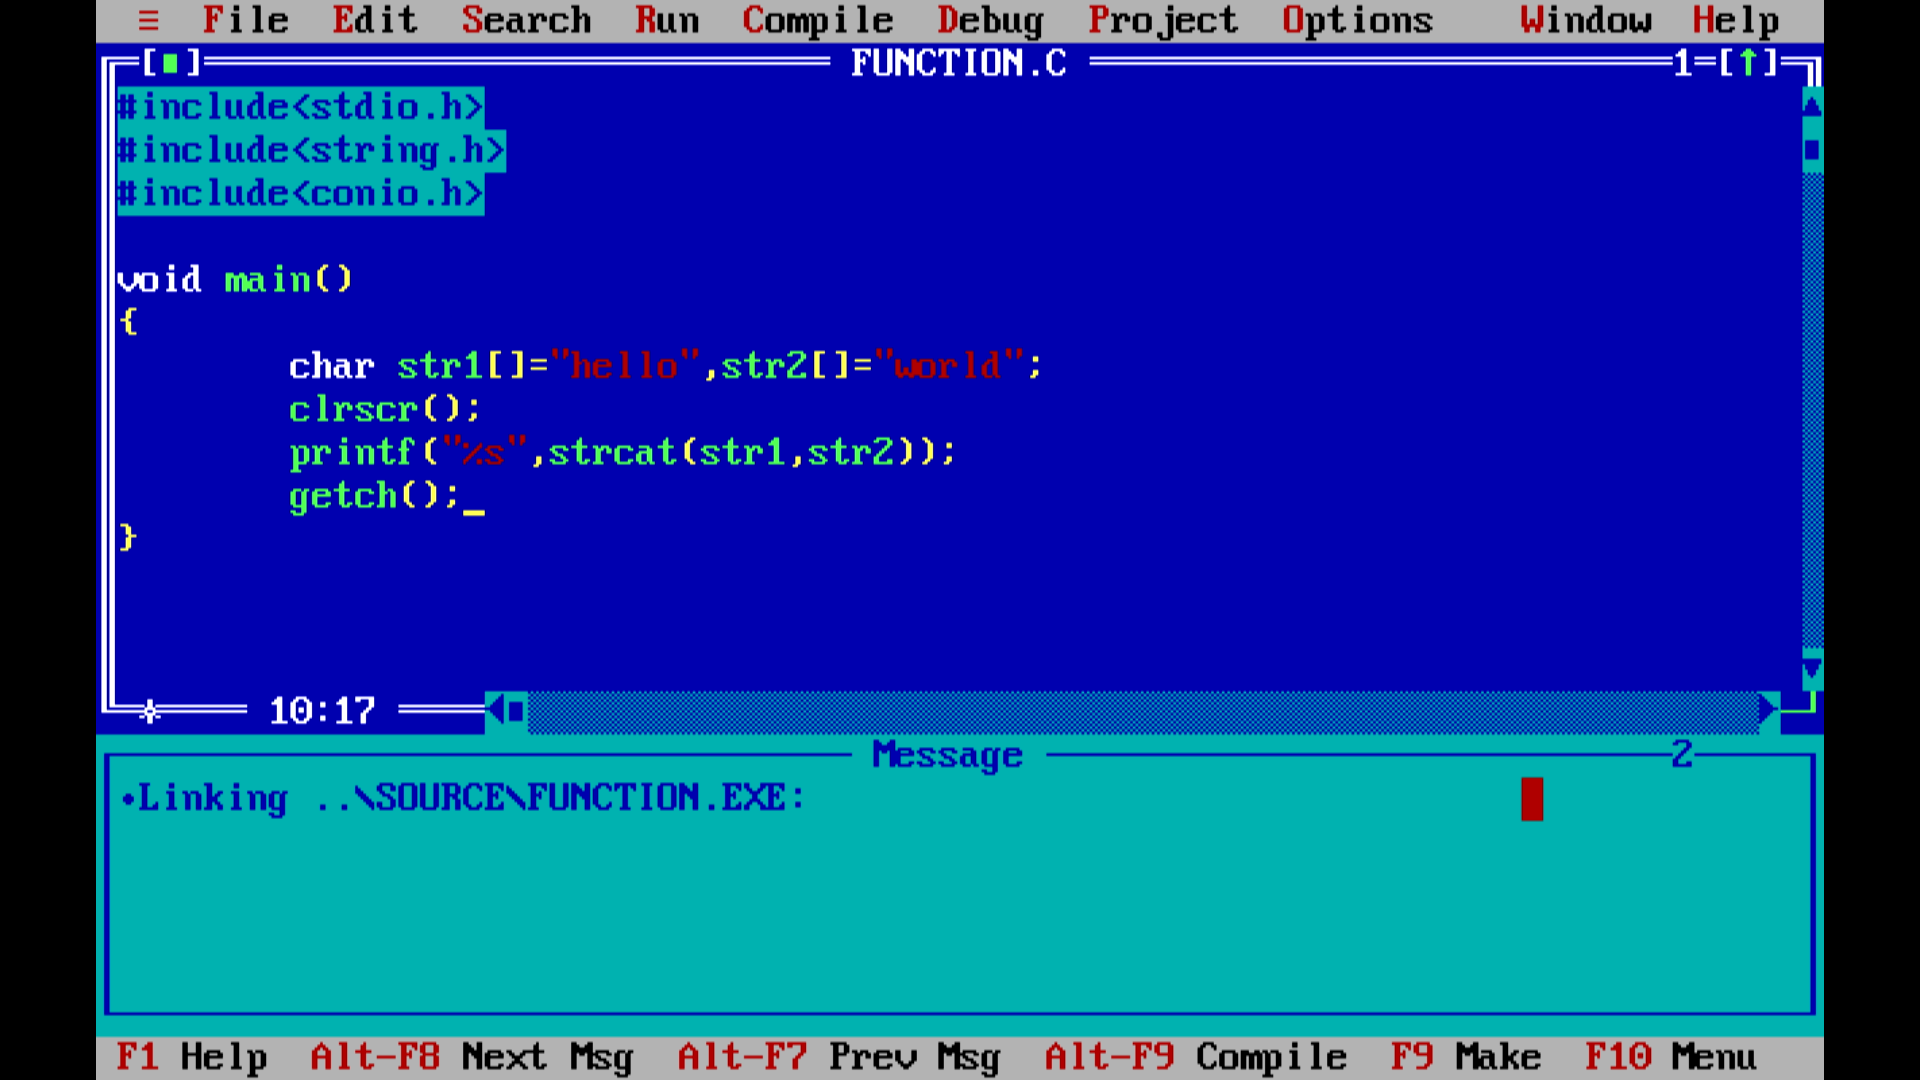 ≡ File Edit Search Run Compile Debug Project Options Window Help
[■] FUNCTION.C 1=[↑]
#include<stdio.h>
#include<string.h>
#include<conio.h>
void main()
{
char str1[]="hello",str2[]="world";
clrscr();
printf("%s",strcat(str1,str2));
getch();_
}
10:17
Message 2
•Linking ..\SOURCE\FUNCTION.EXE:
F1 Help Alt-F8 Next Msg Alt-F7 Prev Msg Alt-F9 Compile F9 Make F10 Menu